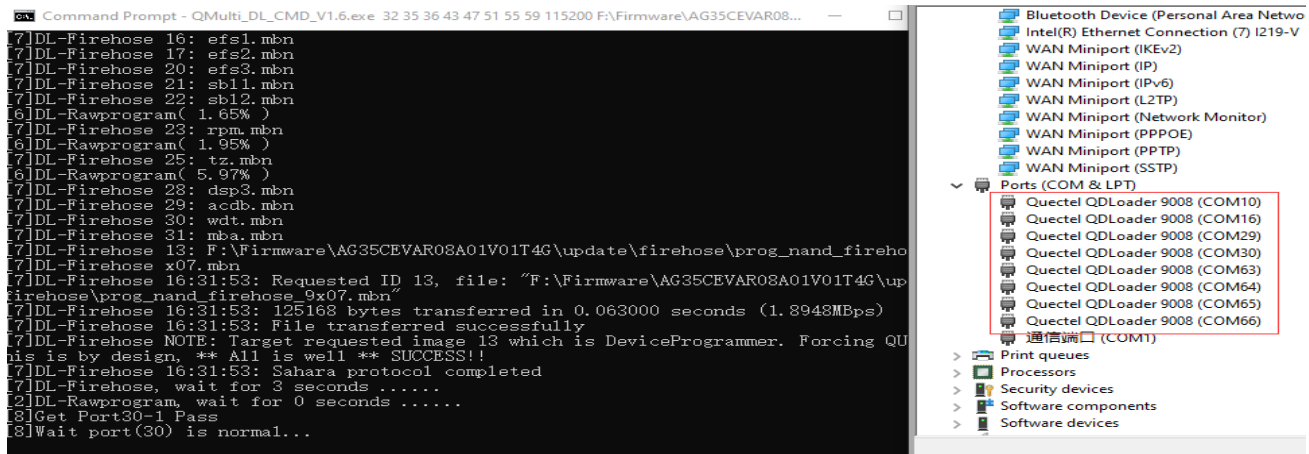 Command Prompt - QMulti_DL_CMD_V1.6.exe 32 35 36 43 47 51 55 59 115200 F:\Firmware\AG35CEVAR08...
[7]DL-Firehose 16: efs1.mbn
[7]DL-Firehose 17: efs2.mbn
[7]DL-Firehose 20: efs3.mbn
[7]DL-Firehose 21: sbl1.mbn
[7]DL-Firehose 22: sbl2.mbn
[6]DL-Rawprogram( 1.65% )
[7]DL-Firehose 23: rpm.mbn
[6]DL-Rawprogram( 1.95% )
[7]DL-Firehose 25: tz.mbn
[6]DL-Rawprogram( 5.97% )
[7]DL-Firehose 28: dsp3.mbn
[7]DL-Firehose 29: acdb.mbn
[7]DL-Firehose 30: wdt.mbn
[7]DL-Firehose 31: mba.mbn
[7]DL-Firehose 13: F:\Firmware\AG35CEVAR08A01V01T4G\update\firehose\prog_nand_fireho
[7]DL-Firehose x07.mbn
[7]DL-Firehose 16:31:53: Requested ID 13, file: "F:\Firmware\AG35CEVAR08A01V01T4G\up
firehose\prog_nand_firehose_9x07.mbn"
[7]DL-Firehose 16:31:53: 125168 bytes transferred in 0.063000 seconds (1.8948MBps)
[7]DL-Firehose 16:31:53: File transferred successfully
[7]DL-Firehose NOTE: Target requested image 13 which is DeviceProgrammer. Forcing QU
his is by design, ** All is well ** SUCCESS!!
[7]DL-Firehose 16:31:53: Sahara protocol completed
[7]DL-Firehose, wait for 3 seconds ......
[2]DL-Rawprogram, wait for 0 seconds ......
[8]Get Port30-1 Pass
[8]Wait port(30) is normal...
Bluetooth Device (Personal Area Netwo
Intel(R) Ethernet Connection (7) I219-V
WAN Miniport (IKEv2)
WAN Miniport (IP)
WAN Miniport (IPv6)
WAN Miniport (L2TP)
WAN Miniport (Network Monitor)
WAN Miniport (PPPOE)
WAN Miniport (PPTP)
WAN Miniport (SSTP)
Ports (COM & LPT)
Quectel QDLoader 9008 (COM10)
Quectel QDLoader 9008 (COM16)
Quectel QDLoader 9008 (COM29)
Quectel QDLoader 9008 (COM30)
Quectel QDLoader 9008 (COM63)
Quectel QDLoader 9008 (COM64)
Quectel QDLoader 9008 (COM65)
Quectel QDLoader 9008 (COM66)
通信端口 (COM1)
Print queues
Processors
Security devices
Software components
Software devices